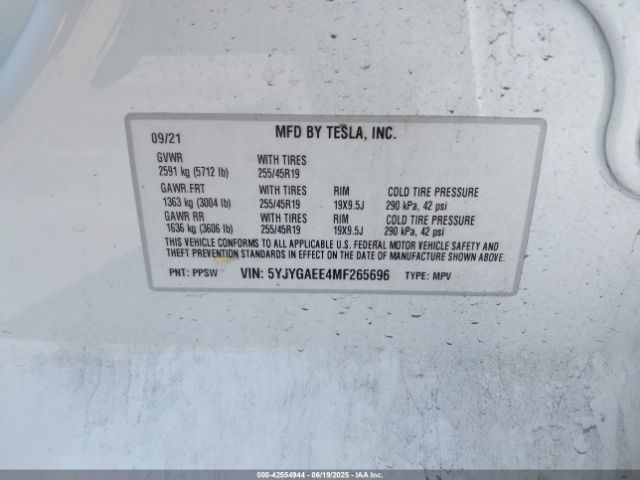 09/21 MFD BY TESLA, INC.
GVWR WITH TIRES
2591 kg (5712 lb) 255/45R19
GAWR FRT WITH TIRES RIM COLD TIRE PRESSURE
1363 kg (3004 lb) 255/45R19 19X9.5J 290 kPa, 42 psi
GAWR RR WITH TIRES RIM COLD TIRE PRESSURE
1636 kg (3606 lb) 255/45R19 19X9.5J 290 kPa, 42 psi
THIS VEHICLE CONFORMS TO ALL APPLICABLE U.S. FEDERAL MOTOR VEHICLE SAFETY AND
THEFT PREVENTION STANDARDS IN EFFECT ON THE DATE OF MANUFACTURE SHOWN ABOVE.
PNT: PPSW VIN: 5YJYGAEE4MF265696 TYPE: MPV
000-42554944 - 06/19/2025 - IAAI.COM